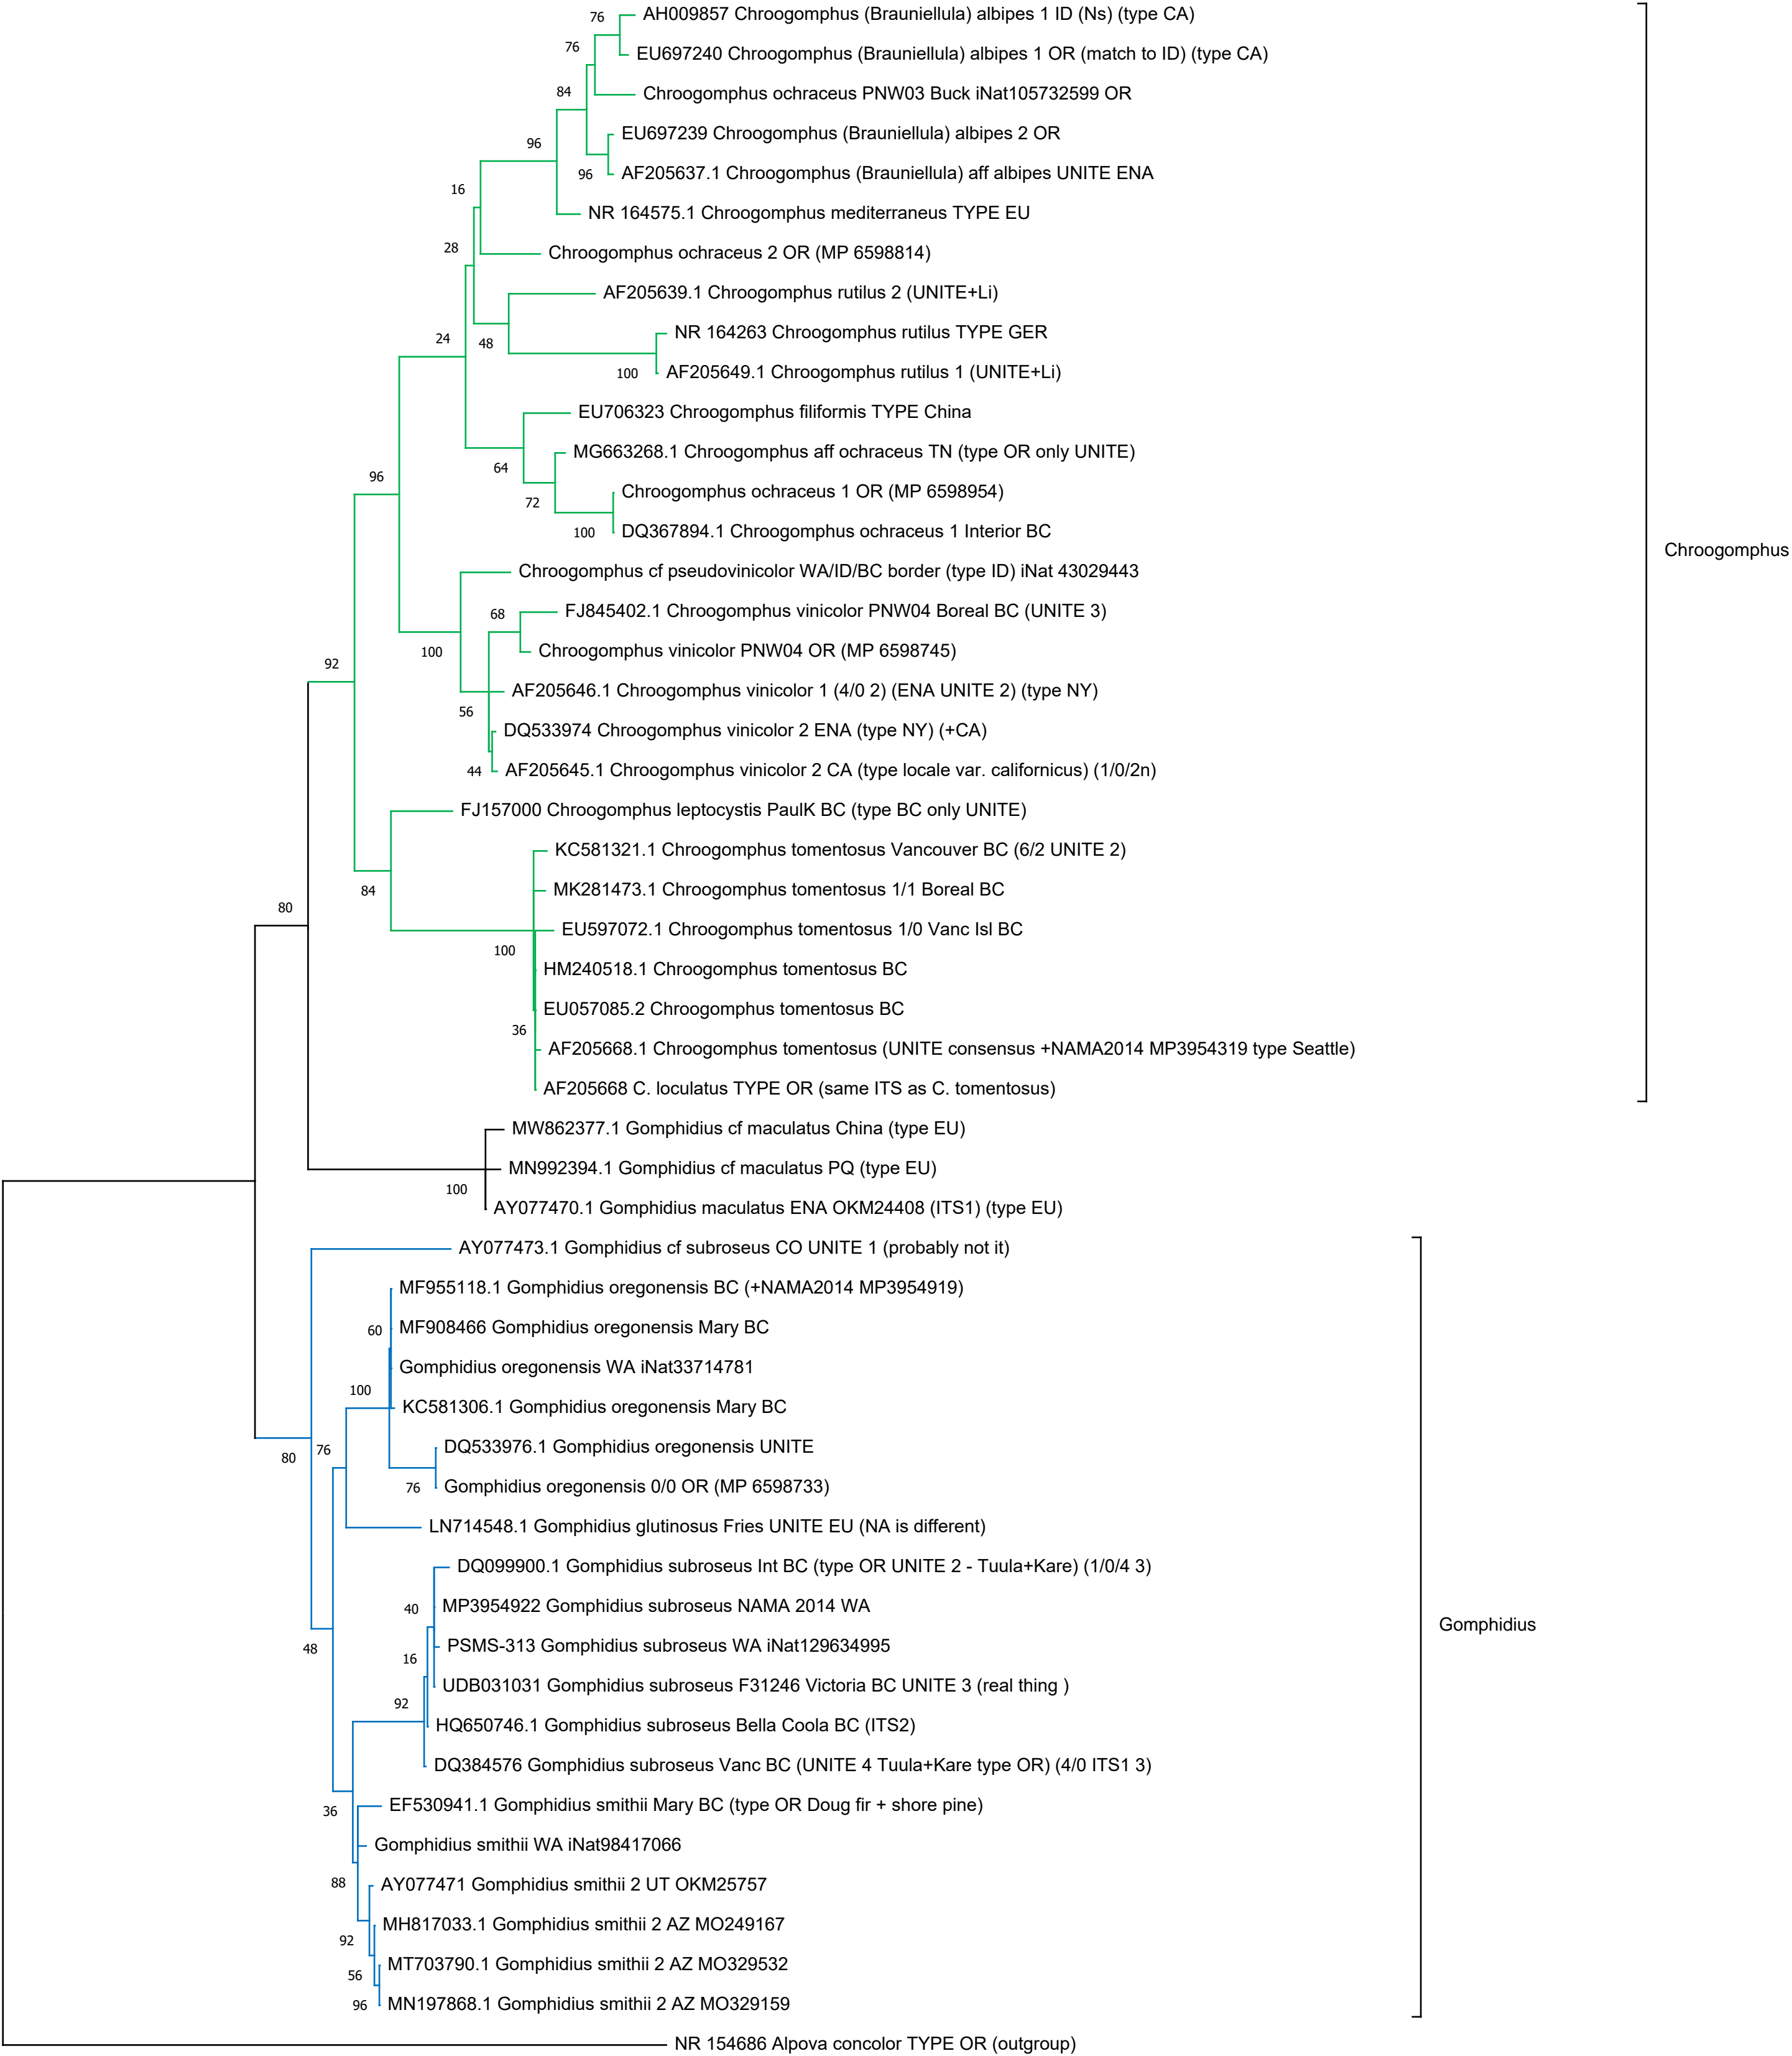 76
AH009857 Chroogomphus (Brauniellula) albipes 1 ID (Ns) (type CA)
76
EU697240 Chroogomphus (Brauniellula) albipes 1 OR (match to ID) (type CA)
84
Chroogomphus ochraceus PNW03 Buck iNat105732599 OR
EU697239 Chroogomphus (Brauniellula) albipes 2 OR
96
96
AF205637.1 Chroogomphus (Brauniellula) aff albipes UNITE ENA
16
NR 164575.1 Chroogomphus mediterraneus TYPE EU
28
Chroogomphus ochraceus 2 OR (MP 6598814)
AF205639.1 Chroogomphus rutilus 2 (UNITE+Li)
24
48
NR 164263 Chroogomphus rutilus TYPE GER
100
AF205649.1 Chroogomphus rutilus 1 (UNITE+Li)
EU706323 Chroogomphus filiformis TYPE China
64
MG663268.1 Chroogomphus aff ochraceus TN (type OR only UNITE)
96
72
Chroogomphus ochraceus 1 OR (MP 6598954)
100
DQ367894.1 Chroogomphus ochraceus 1 Interior BC
Chroogomphus
Chroogomphus cf pseudovinicolor WA/ID/BC border (type ID) iNat 43029443
68
FJ845402.1 Chroogomphus vinicolor PNW04 Boreal BC (UNITE 3)
100
Chroogomphus vinicolor PNW04 OR (MP 6598745)
92
AF205646.1 Chroogomphus vinicolor 1 (4/0 2) (ENA UNITE 2) (type NY)
56
DQ533974 Chroogomphus vinicolor 2 ENA (type NY) (+CA)
44
AF205645.1 Chroogomphus vinicolor 2 CA (type locale var. californicus) (1/0/2n)
FJ157000 Chroogomphus leptocystis PaulK BC (type BC only UNITE)
KC581321.1 Chroogomphus tomentosus Vancouver BC (6/2 UNITE 2)
84
MK281473.1 Chroogomphus tomentosus 1/1 Boreal BC
80
EU597072.1 Chroogomphus tomentosus 1/0 Vanc Isl BC
100
HM240518.1 Chroogomphus tomentosus BC
EU057085.2 Chroogomphus tomentosus BC
36
AF205668.1 Chroogomphus tomentosus (UNITE consensus +NAMA2014 MP3954319 type Seattle)
AF205668 C. loculatus TYPE OR (same ITS as C. tomentosus)
MW862377.1 Gomphidius cf maculatus China (type EU)
MN992394.1 Gomphidius cf maculatus PQ (type EU)
100
AY077470.1 Gomphidius maculatus ENA OKM24408 (ITS1) (type EU)
AY077473.1 Gomphidius cf subroseus CO UNITE 1 (probably not it)
MF955118.1 Gomphidius oregonensis BC (+NAMA2014 MP3954919)
60
MF908466 Gomphidius oregonensis Mary BC
Gomphidius oregonensis WA iNat33714781
100
KC581306.1 Gomphidius oregonensis Mary BC
80
76
DQ533976.1 Gomphidius oregonensis UNITE
76
Gomphidius oregonensis 0/0 OR (MP 6598733)
LN714548.1 Gomphidius glutinosus Fries UNITE EU (NA is different)
DQ099900.1 Gomphidius subroseus Int BC (type OR UNITE 2 - Tuula+Kare) (1/0/4 3)
40
MP3954922 Gomphidius subroseus NAMA 2014 WA
Gomphidius
48
16
PSMS-313 Gomphidius subroseus WA iNat129634995
UDB031031 Gomphidius subroseus F31246 Victoria BC UNITE 3 (real thing )
92
HQ650746.1 Gomphidius subroseus Bella Coola BC (ITS2)
DQ384576 Gomphidius subroseus Vanc BC (UNITE 4 Tuula+Kare type OR) (4/0 ITS1 3)
36
EF530941.1 Gomphidius smithii Mary BC (type OR Doug fir + shore pine)
Gomphidius smithii WA iNat98417066
88
AY077471 Gomphidius smithii 2 UT OKM25757
MH817033.1 Gomphidius smithii 2 AZ MO249167
92
MT703790.1 Gomphidius smithii 2 AZ MO329532
56
96
MN197868.1 Gomphidius smithii 2 AZ MO329159
NR 154686 Alpova concolor TYPE OR (outgroup)